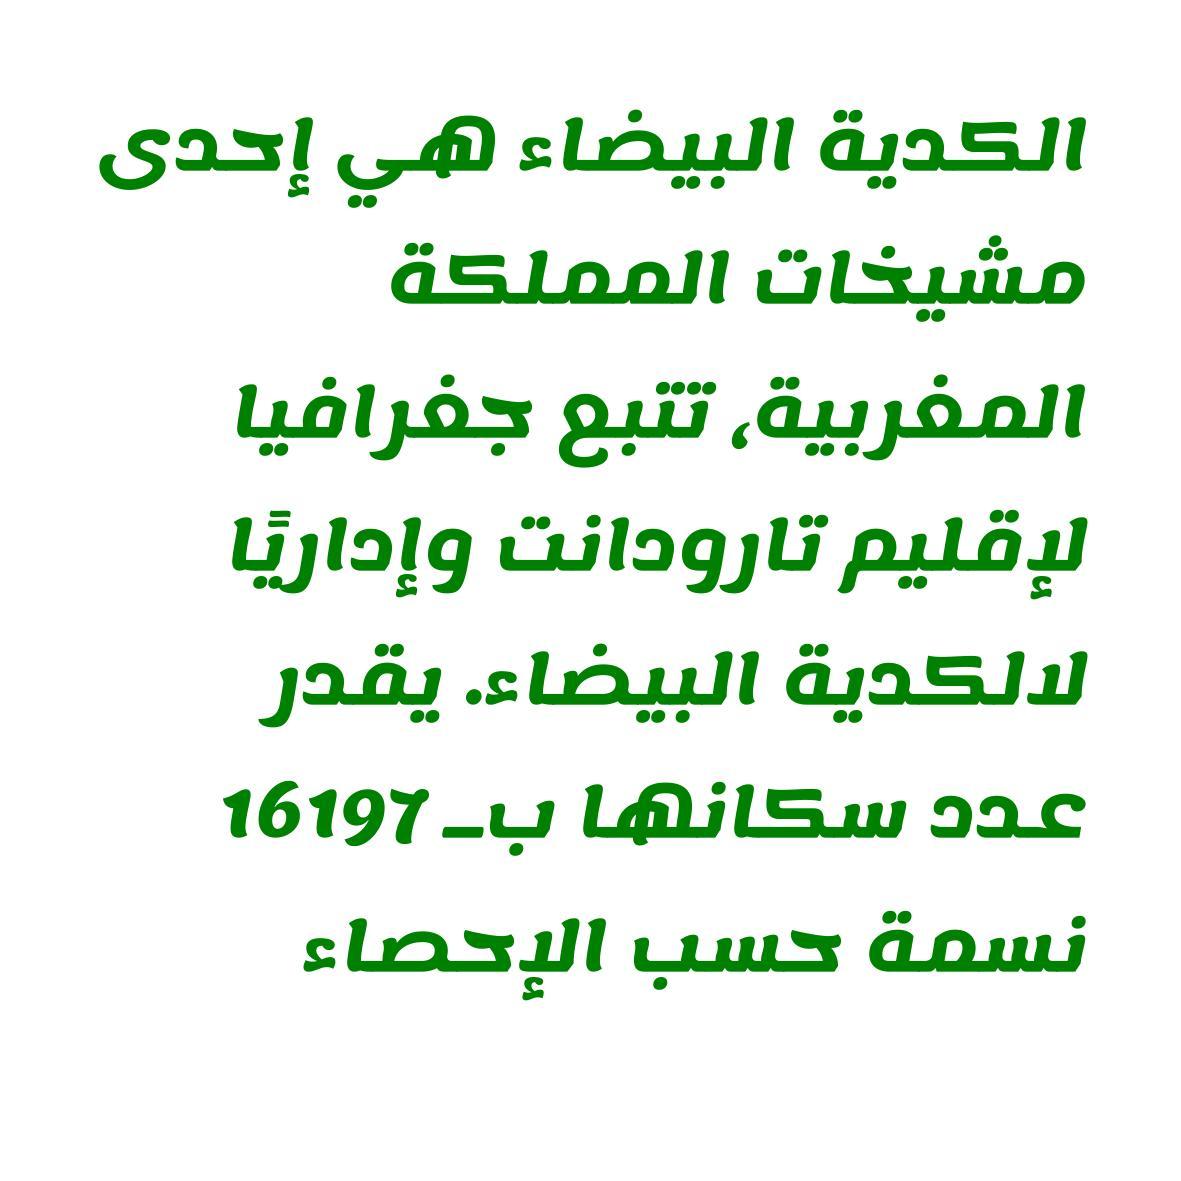 الكدية البيضاء هي إحدى
مشيخات المملكة
المغربية، تتبع جغرافيا
لإقليم تارودانت وإداريًا
لالكدية البيضاء. يقدر
عدد سكانها بـ 16197
نسمة حسب الإحصاء